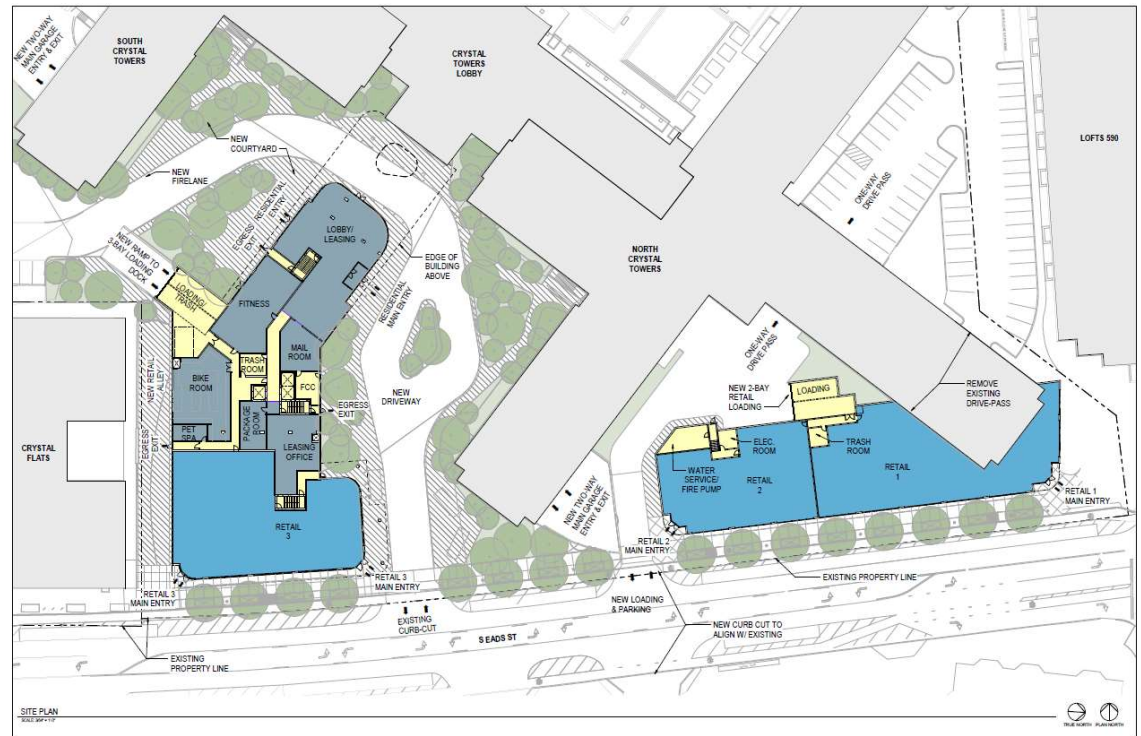 NEW TWO-WAY
MAIN GARAGE
ENTRY & EXIT
SOUTH
CRYSTAL
TOWERS
CRYSTAL
TOWERS
LOBBY
LOFTS 590
NEW
COURTYARD
NEW
FIRELANE
ONE-WAY
DRIVE PASS
EGRESS
EXIT
RESIDENTIAL
ENTRY
LOBBY/
LEASING
NEW RAMP TO
3-BAY LOADING
DOCK
EDGE OF
BUILDING
ABOVE
NORTH
CRYSTAL
TOWERS
LOADING/
TRASH
FITNESS
RESIDENTIAL
MAIN ENTRY
MAIL
ROOM
TRASH
ROOM
ONE-WAY
DRIVE PASS
NEW RETAIL
ALLEY
BIKE
ROOM
FCC
NEW
DRIVEWAY
NEW 2-BAY
RETAIL
LOADING
LOADING
REMOVE
EXISTING
DRIVE-PASS
EGRESS
EXIT
PACKAGE
ROOM
PET
SPA
EGRESS
EXIT
LEASING
OFFICE
CRYSTAL
FLATS
ELEC.
ROOM
TRASH
ROOM
WATER
SERVICE/
FIRE PUMP
RETAIL
2
RETAIL
1
RETAIL 1
MAIN ENTRY
NEW TWO-WAY
MAIN GARAGE
ENTRY & EXIT
RETAIL
3
RETAIL 2
MAIN ENTRY
RETAIL 3
MAIN ENTRY
RETAIL 3
MAIN ENTRY
EXISTING PROPERTY LINE
NEW LOADING
& PARKING
EXISTING
CURB-CUT
NEW CURB CUT TO
ALIGN W/ EXISTING
S EADS ST
EXISTING
PROPERTY LINE
SITE PLAN
TRUE NORTH
PLAN NORTH